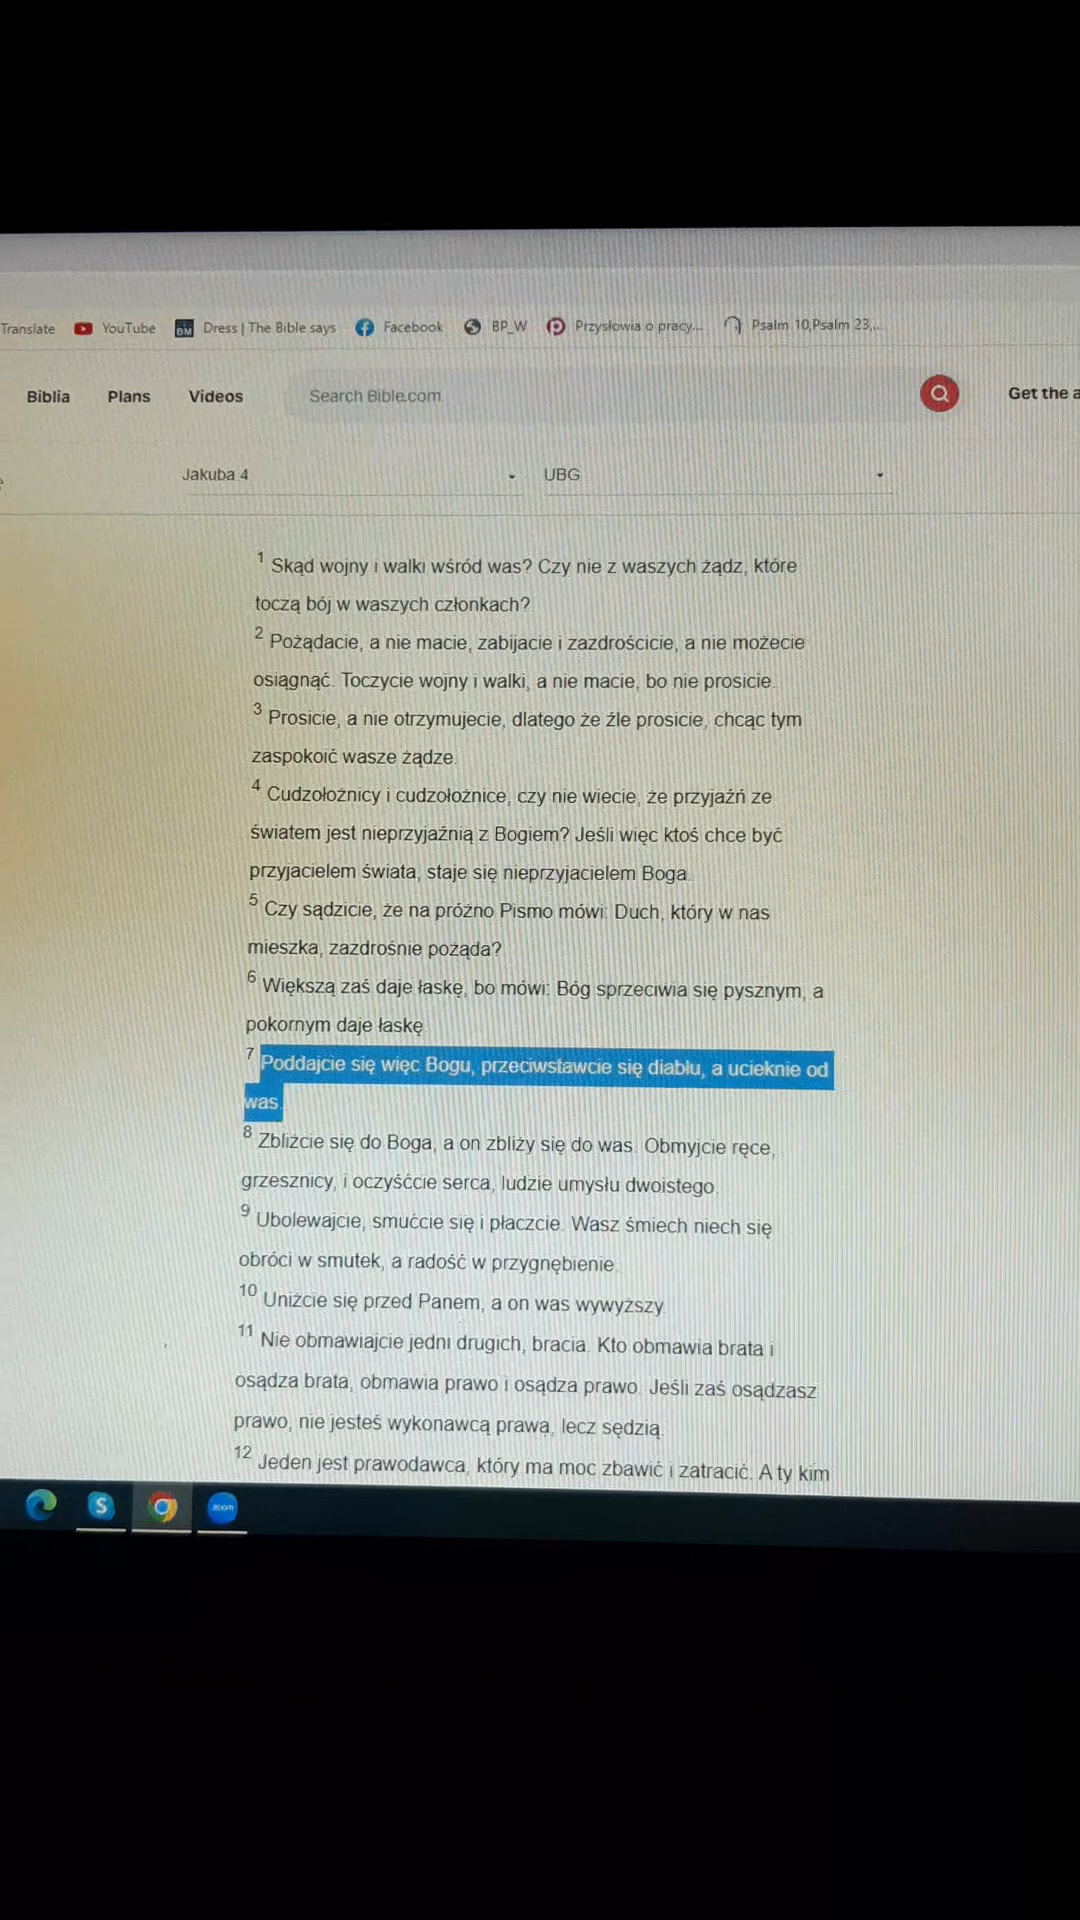 Translate YouTube Dress | The Bible says Facebook BP_W Przysłowia o pracy... Psalm 10,Psalm 23,...
Biblia Plans Videos Search Bible.com Get the a
Jakuba 4 UBG
1 Skąd wojny i walki wśród was? Czy nie z waszych żądz, które
toczą bój w waszych członkach?
2 Pożądacie, a nie macie, zabijacie i zazdrościcie, a nie możecie
osiągnąć. Toczycie wojny i walki, a nie macie, bo nie prosicie.
3 Prosicie, a nie otrzymujecie, dlatego że źle prosicie, chcąc tym
zaspokoić wasze żądze.
4 Cudzołożnicy i cudzołożnice, czy nie wiecie, że przyjaźń ze
światem jest nieprzyjaźnią z Bogiem? Jeśli więc ktoś chce być
przyjacielem świata, staje się nieprzyjacielem Boga.
5 Czy sądzicie, że na próżno Pismo mówi: Duch, który w nas
mieszka, zazdrośnie pożąda?
6 Większą zaś daje łaskę, bo mówi: Bóg sprzeciwia się pysznym, a
pokornym daje łaskę.
7 Poddajcie się więc Bogu, przeciwstawcie się diabłu, a ucieknie od
was.
8 Zbliżcie się do Boga, a on zbliży się do was. Obmyjcie ręce,
grzesznicy, i oczyśćcie serca, ludzie umysłu dwoistego.
9 Ubolewajcie, smućcie się i płaczcie. Wasz śmiech niech się
obróci w smutek, a radość w przygnębienie.
10 Uniżcie się przed Panem, a on was wywyższy.
11 Nie obmawiajcie jedni drugich, bracia. Kto obmawia brata i
osądza brata, obmawia prawo i osądza prawo. Jeśli zaś osądzasz
prawo, nie jesteś wykonawcą prawa, lecz sędzią.
12 Jeden jest prawodawca, który ma moc zbawić i zatracić. A ty kim
zoom